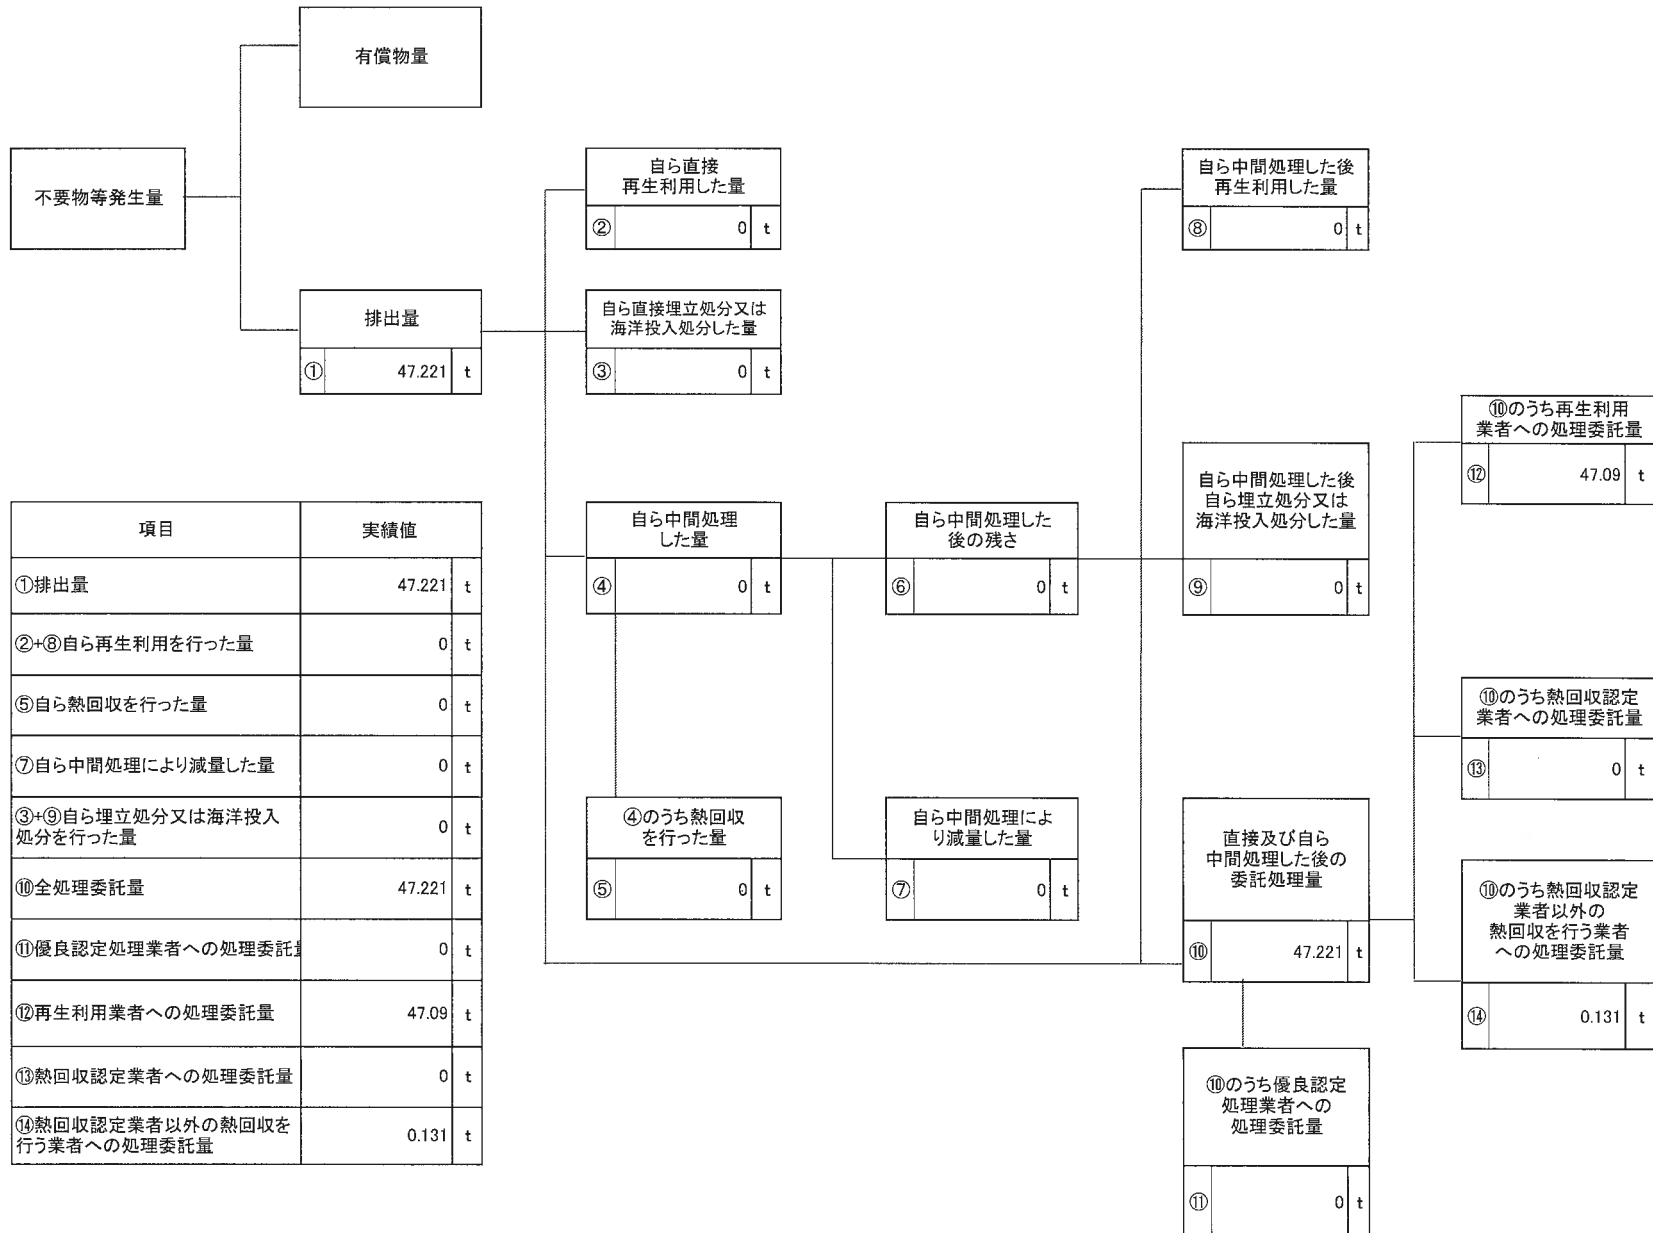 有償物量
不要物等発生量
排出量
① 47.221 t
自ら直接
再生利用した量
② 0 t
自ら直接埋立処分又は
海洋投入処分した量
③ 0 t
自ら中間処理
した量
④ 0 t
④のうち熱回収
を行った量
⑤ 0 t
自ら中間処理した
後の残さ
⑥ 0 t
自ら中間処理によ
り減量した量
⑦ 0 t
自ら中間処理した後
再生利用した量
⑧ 0 t
自ら中間処理した後
自ら埋立処分又は
海洋投入処分した量
⑨ 0 t
直接及び自ら
中間処理した後の
委託処理量
⑩ 47.221 t
⑩のうち優良認定
処理業者への
処理委託量
⑪ 0 t
⑩のうち再生利用
業者への処理委託量
⑫ 47.09 t
⑩のうち熱回収認定
業者への処理委託量
⑬ 0 t
⑩のうち熱回収認定
業者以外の
熱回収を行う業者
への処理委託量
⑭ 0.131 t
項目 実績値
①排出量 47.221 t
②+⑧自ら再生利用を行った量 0 t
⑤自ら熱回収を行った量 0 t
⑦自ら中間処理により減量した量 0 t
③+⑨自ら埋立処分又は海洋投入
処分を行った量 0 t
⑩全処理委託量 47.221 t
⑪優良認定処理業者への処理委託量 0 t
⑫再生利用業者への処理委託量 47.09 t
⑬熱回収認定業者への処理委託量 0 t
⑭熱回収認定業者以外の熱回収を
行う業者への処理委託量 0.131 t